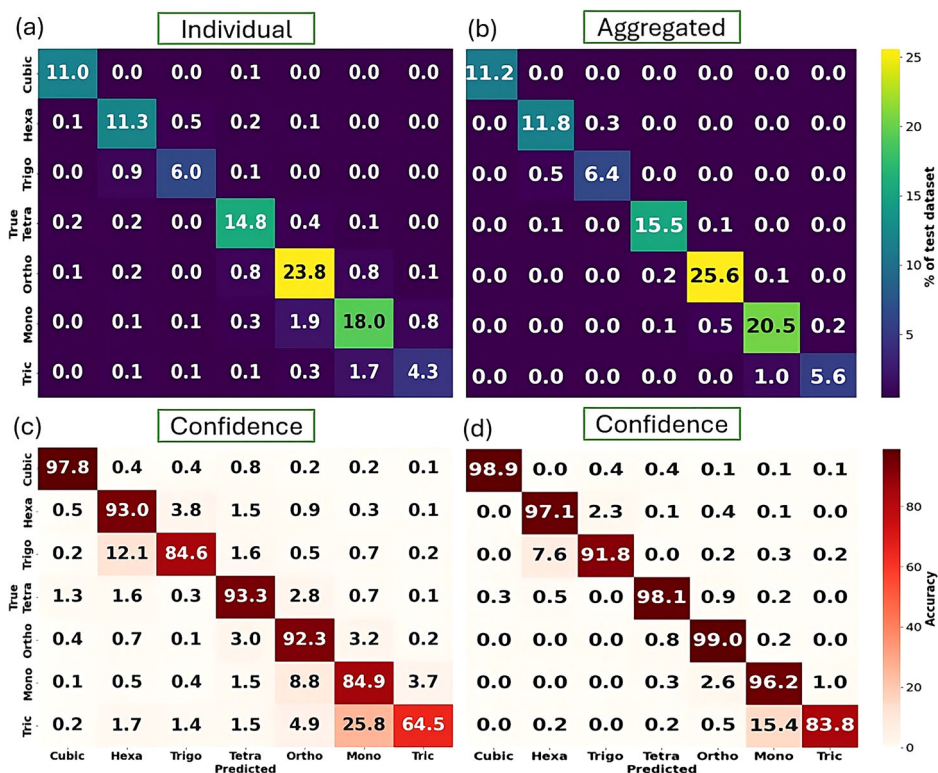 (a) Individual
(b) Aggregated
Cubic 11.0 0.0 0.0 0.1 0.0 0.0 0.0
Hexa 0.1 11.3 0.5 0.2 0.1 0.0 0.0
Trigo 0.0 0.9 6.0 0.1 0.0 0.0 0.0
True
Tetra 0.2 0.2 0.0 14.8 0.4 0.1 0.0
Ortho 0.1 0.2 0.0 0.8 23.8 0.8 0.1
Mono 0.0 0.1 0.1 0.3 1.9 18.0 0.8
Tric 0.0 0.1 0.1 0.1 0.3 1.7 4.3
11.2 0.0 0.0 0.0 0.0 0.0 0.0
0.0 11.8 0.3 0.0 0.0 0.0 0.0
0.0 0.5 6.4 0.0 0.0 0.0 0.0
0.0 0.1 0.0 15.5 0.1 0.0 0.0
0.0 0.0 0.0 0.2 25.6 0.1 0.0
0.0 0.0 0.0 0.1 0.5 20.5 0.2
0.0 0.0 0.0 0.0 0.0 1.0 5.6
25
20
15
10
5
% of test dataset
(c) Confidence
(d) Confidence
Cubic 97.8 0.4 0.4 0.8 0.2 0.2 0.1
Hexa 0.5 93.0 3.8 1.5 0.9 0.3 0.1
Trigo 0.2 12.1 84.6 1.6 0.5 0.7 0.2
True
Tetra 1.3 1.6 0.3 93.3 2.8 0.7 0.1
Ortho 0.4 0.7 0.1 3.0 92.3 3.2 0.2
Mono 0.1 0.5 0.4 1.5 8.8 84.9 3.7
Tric 0.2 1.7 1.4 1.5 4.9 25.8 64.5
Cubic Hexa Trigo Tetra Ortho Mono Tric
Predicted
98.9 0.0 0.4 0.4 0.1 0.1 0.1
0.0 97.1 2.3 0.1 0.4 0.1 0.0
0.0 7.6 91.8 0.0 0.2 0.3 0.2
True
Tetra 0.3 0.5 0.0 98.1 0.9 0.2 0.0
0.0 0.0 0.0 0.8 99.0 0.2 0.0
0.0 0.0 0.0 0.3 2.6 96.2 1.0
0.0 0.2 0.0 0.2 0.5 15.4 83.8
Cubic Hexa Trigo Tetra Ortho Mono Tric
Predicted
80
60
40
20
0
Accuracy